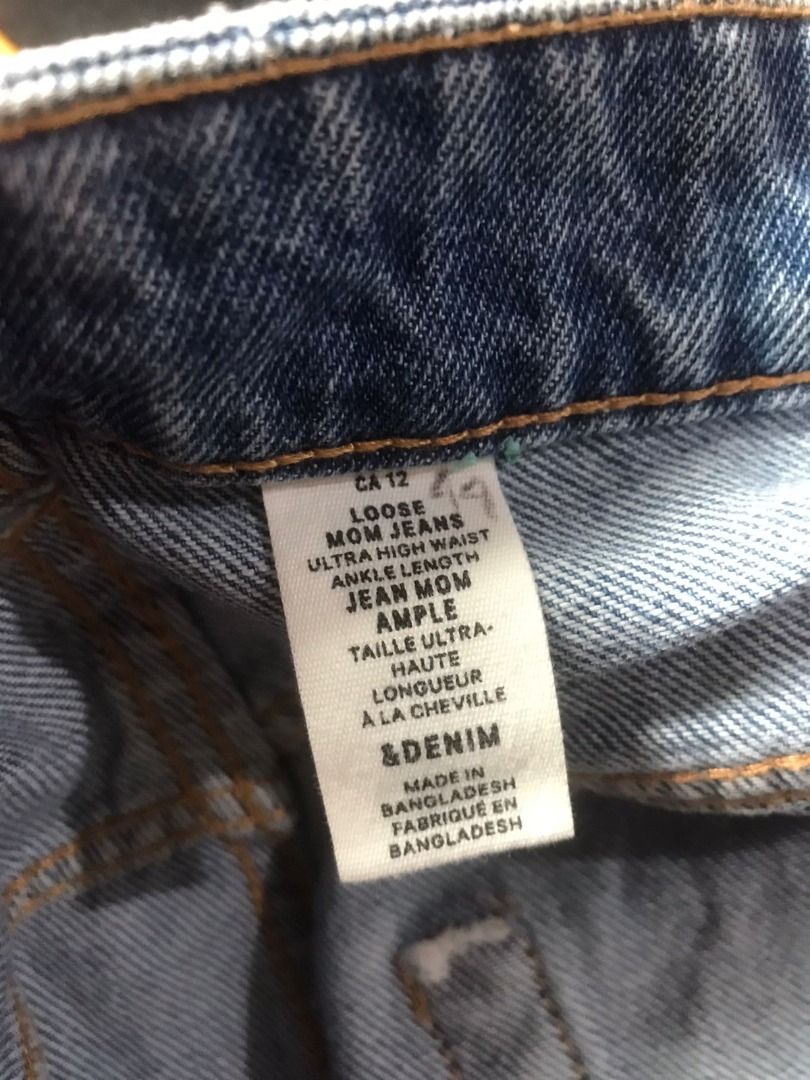 CA 12
LOOSE
MOM JEANS
ULTRA HIGH WAIST
ANKLE LENGTH
JEAN MOM
AMPLE
TAILLE ULTRA-
HAUTE
LONGUEUR
À LA CHEVILLE
&DENIM
MADE IN
BANGLADESH
FABRIQUÉ EN
BANGLADESH